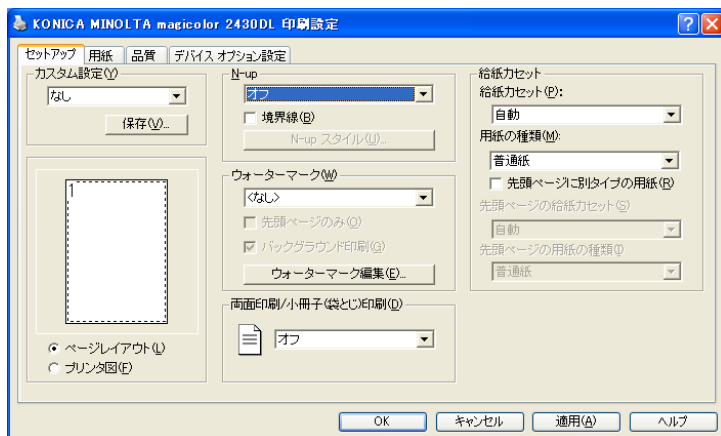 KONICA MINOLTA magicolor 2430DL 印刷設定
セットアップ 用紙 品質 デバイス オプション設定
カスタム設定(Y)
なし
保存(V)...
1
ページレイアウト(L)
プリンタ図(F)
N-up
オフ
境界線(B)
N-up スタイル(U)...
ウォーターマーク(W)
<なし>
先頭ページのみ(O)
バックグラウンド印刷(G)
ウォーターマーク編集(E)...
両面印刷/小冊子(袋とじ)印刷(D)
オフ
給紙カセット
給紙カセット(P):
自動
用紙の種類(M):
普通紙
先頭ページに別タイプの用紙(R)
先頭ページの給紙カセット(S)
自動
先頭ページの用紙の種類(I)
普通紙
OK キャンセル 適用(A) ヘルプ